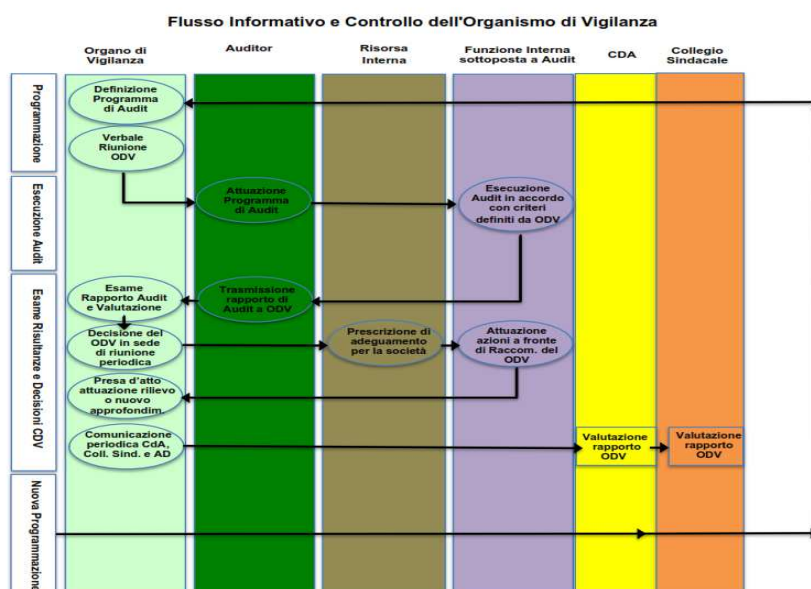 Flusso Informativo e Controllo dell'Organismo di Vigilanza
Organo di
Vigilanza
Auditor
Risorsa
Interna
Funzione Interna
sottoposta a Audit
CDA
Collegio
Sindacale
Programmazione
Definizione
Programma
di Audit
Verbale
Riunione
ODV
Esecuzione Audit
Attuazione
Programma
di Audit
Esecuzione
Audit in accordo
con criteri
definiti da ODV
Esame Risultanze e Decisioni CDV
Esame
Rapporto Audit
e Valutazione
Trasmissione
rapporto di
Audit a ODV
Decisione del
ODV in sede
di riunione
periodica
Prescrizione di
adeguamento
per la società
Attuazione
azioni a fronte
di Raccom. del
ODV
Presa d'atto
attuazione rilievo
o nuovo
approfondim.
Comunicazione
periodica CdA,
Coll. Sind. e AD
Valutazione
rapporto
ODV
Valutazione
rapporto
ODV
Nuova Programmazione